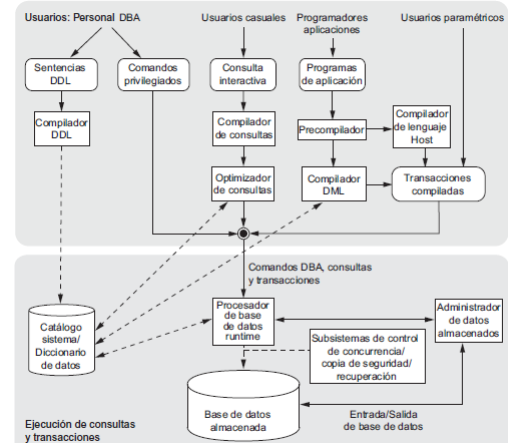 Usuarios: Personal DBA
Usuarios casuales
Programadores
aplicaciones
Usuarios paramétricos
Sentencias
DDL
Comandos
privilegiados
Consulta
interactiva
Programas
de aplicación
Compilador
DDL
Compilador
de consultas
Precompilador
Compilador
de lenguaje
Host
Optimizador
de consultas
Compilador
DML
Transacciones
compiladas
Comandos DBA, consultas
y transacciones
Catálogo
sistema/
Diccionario
de datos
Procesador
de base
de datos
runtime
Administrador
de datos
almacenados
Subsistemas de control
de concurrencia/
copia de seguridad/
recuperación
Base de datos
almacenada
Entrada/Salida
de base de datos
Ejecución de consultas
y transacciones